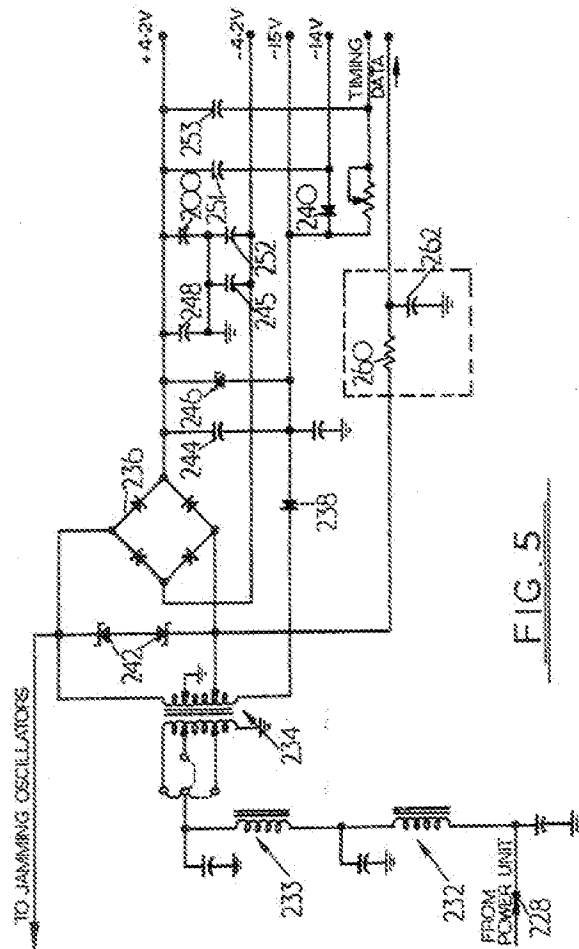 TO JAMMING OSCILLATORS
+4·2V
-4·2V
-15V
-14V
TIMING
DATA
236
242
234
253
200
251
248
252
245
240
246
244
238
262
260
233
232
FROM
POWER UNIT
228
FIG. 5